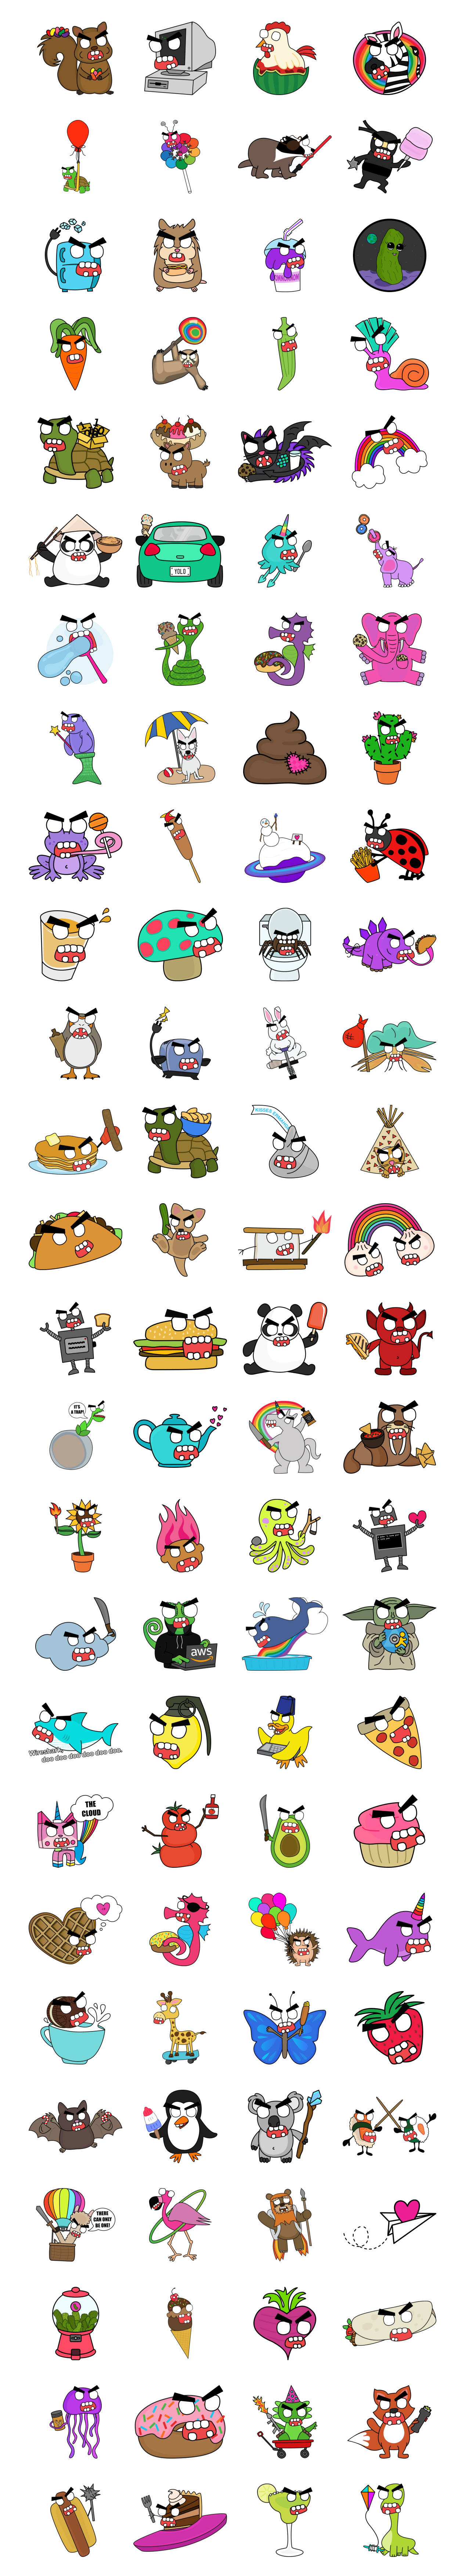 YOLO
IT'S
A TRAP!
aws
Wireshark,
doo doo doo doo doo doo.
THE
CLOUD
THERE
CAN ONLY
BE ONE!